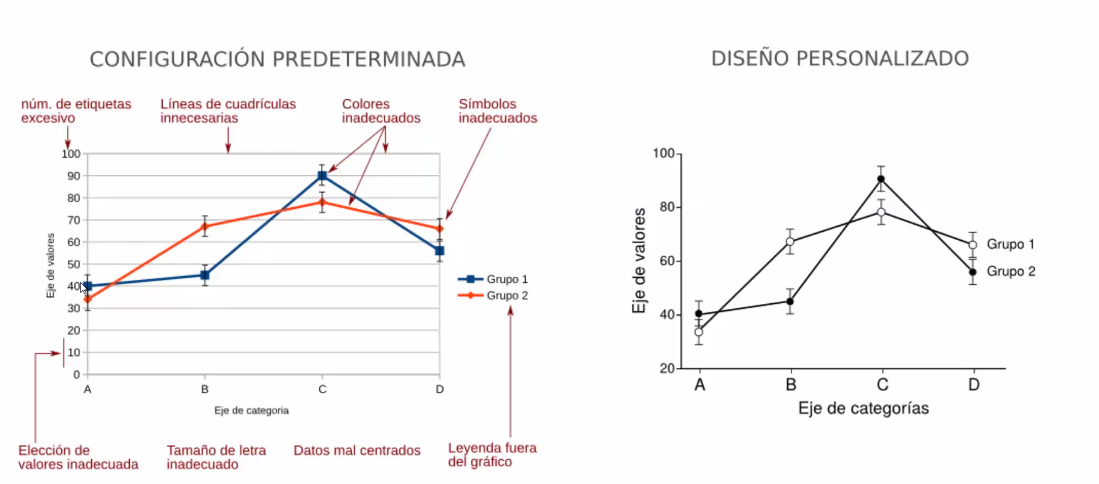 CONFIGURACIÓN PREDETERMINADA
núm. de etiquetas
excesivo
Líneas de cuadrículas
innecesarias
Colores
inadecuados
Símbolos
inadecuados
100
90
80
70
60
50
40
30
20
10
0
Eje de valores
A
B
C
D
Eje de categoria
Grupo 1
Grupo 2
Elección de
valores inadecuada
Tamaño de letra
inadecuado
Datos mal centrados
Leyenda fuera
del gráfico
DISEÑO PERSONALIZADO
100
80
60
40
20
Eje de valores
Grupo 1
Grupo 2
A
B
C
D
Eje de categorías